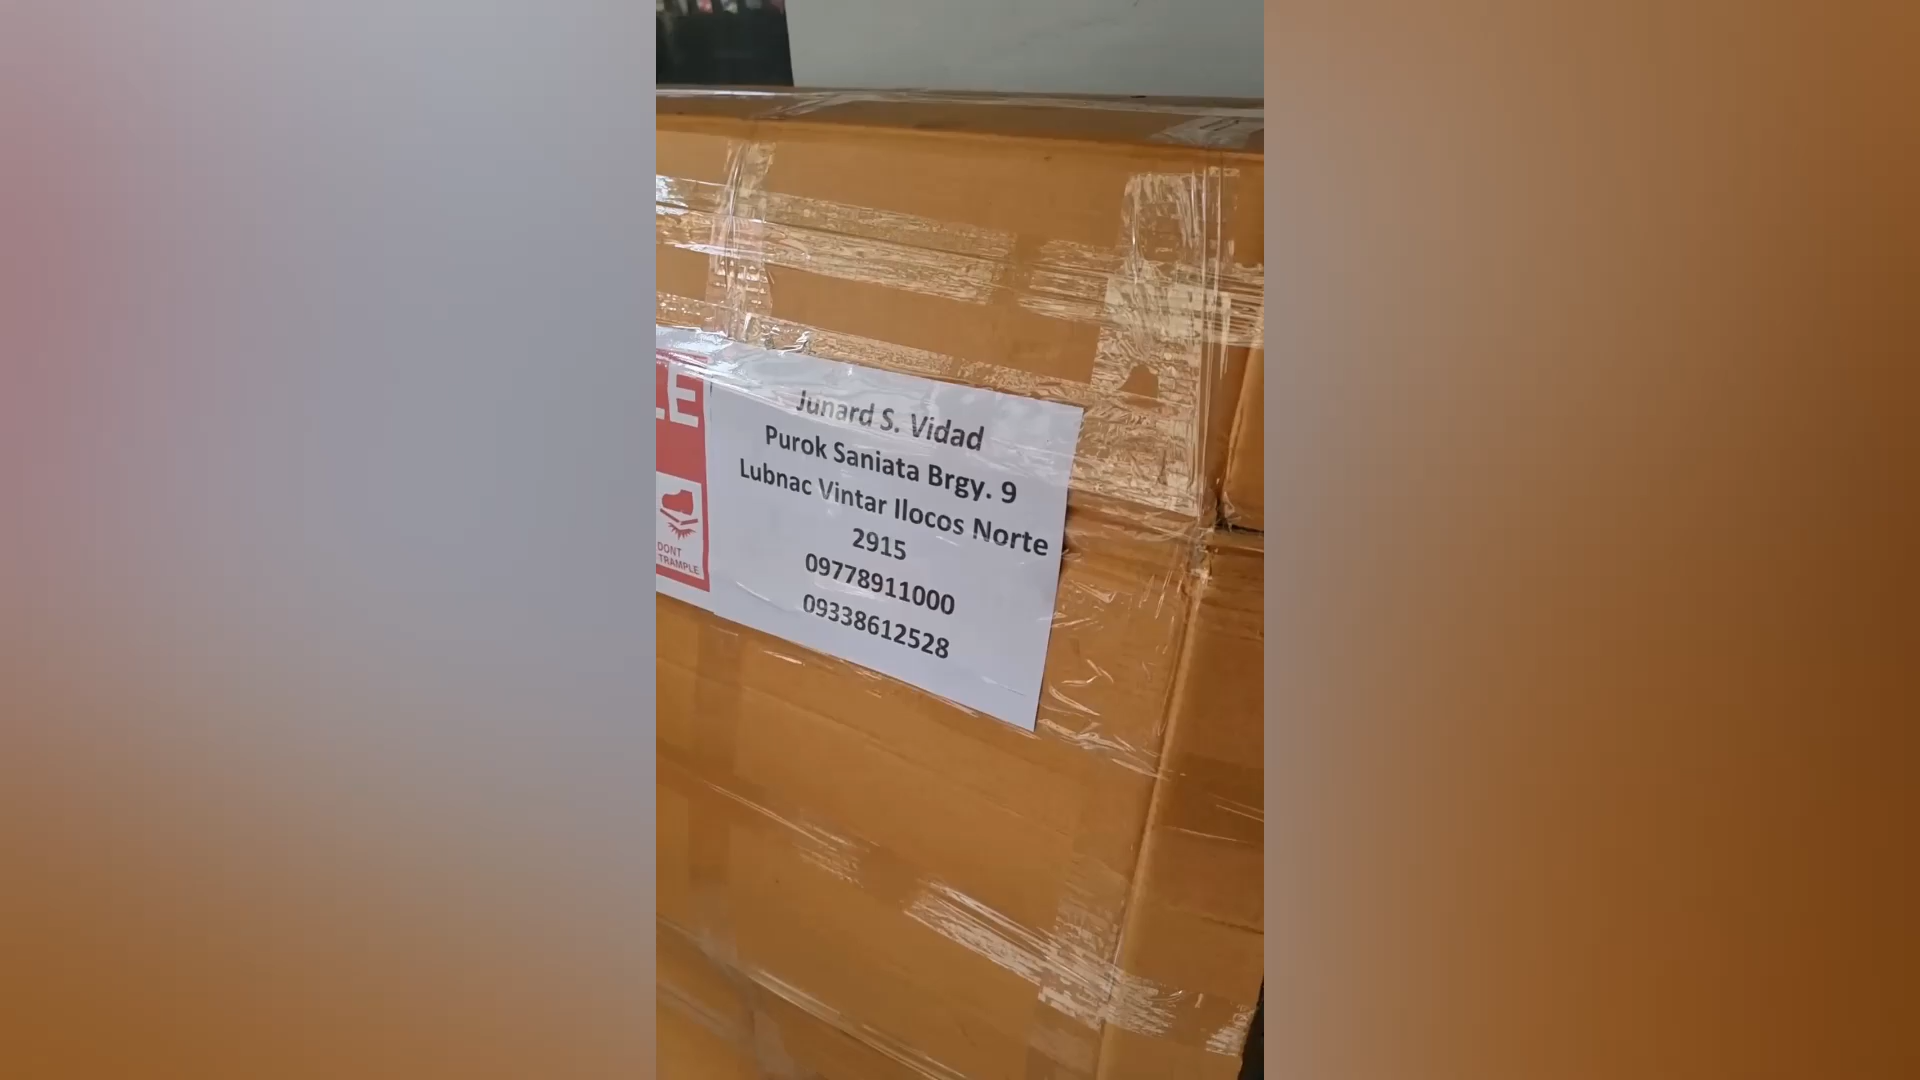 LE
DONT
TRAMPLE
Junard S. Vidad
Purok Saniata Brgy. 9
Lubnac Vintar Ilocos Norte
2915
09778911000
09338612528